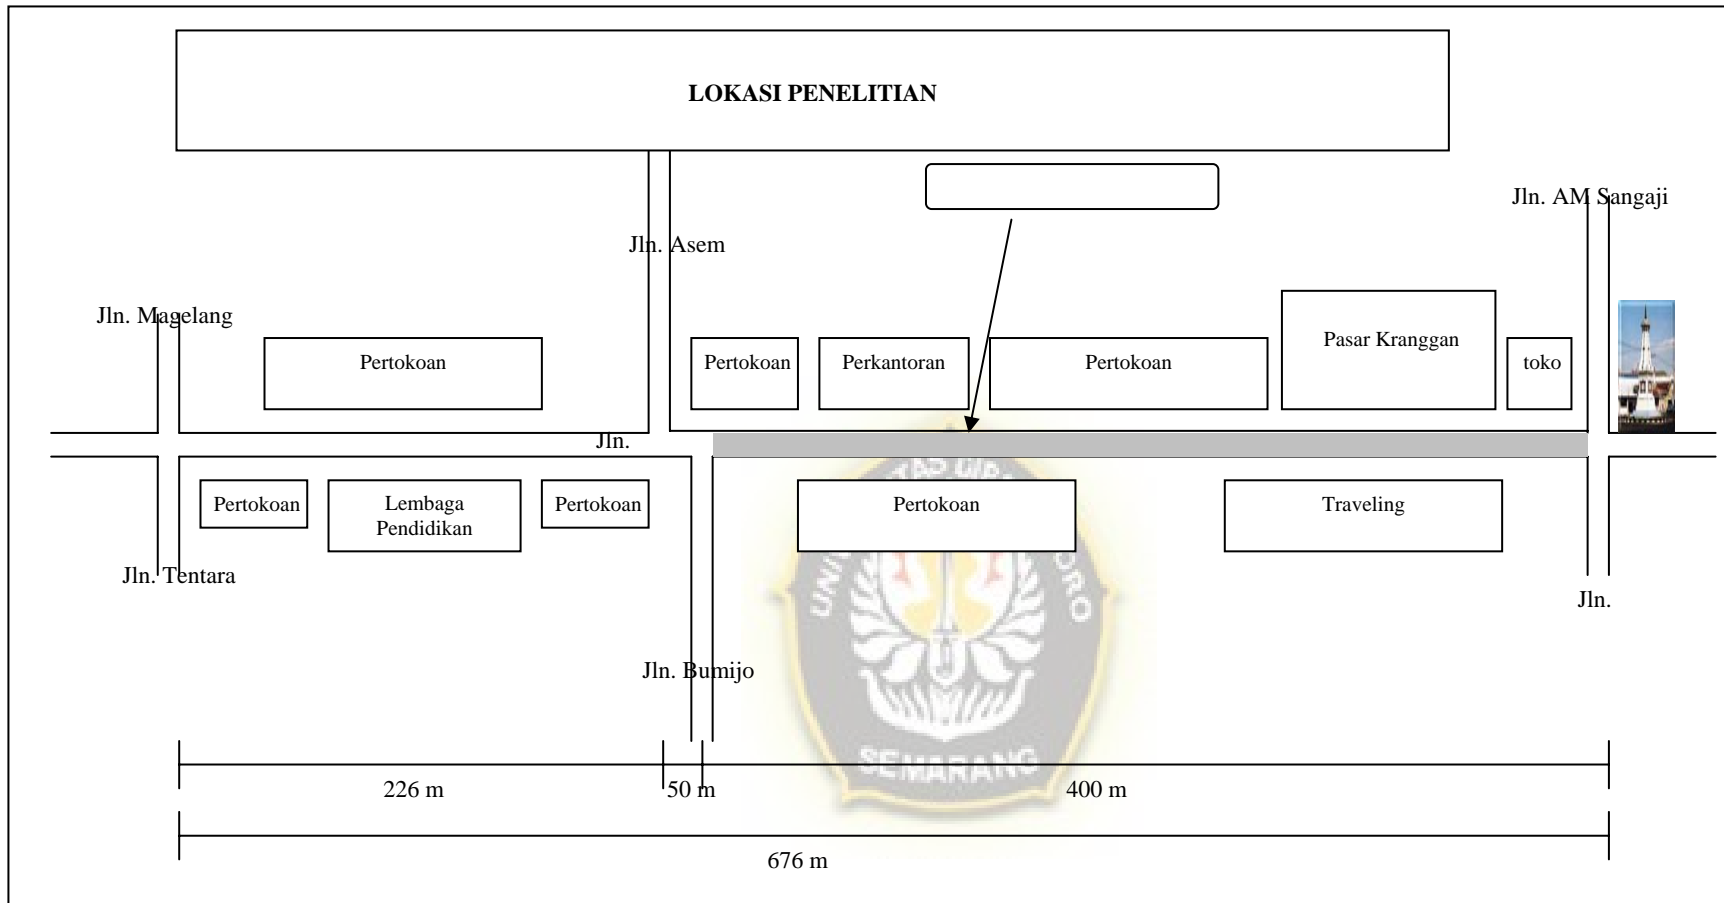 LOKASI PENELITIAN
Jln. AM Sangaji
Jln. Asem
Jln. Magelang
Pertokoan
Pertokoan
Perkantoran
Pertokoan
Pasar Kranggan
toko
Jln.
Pertokoan
Lembaga
Pendidikan
Pertokoan
Pertokoan
Traveling
Jln. Tentara
Jln.
Jln. Bumijo
SEMARANG
226 m
50 m
400 m
676 m